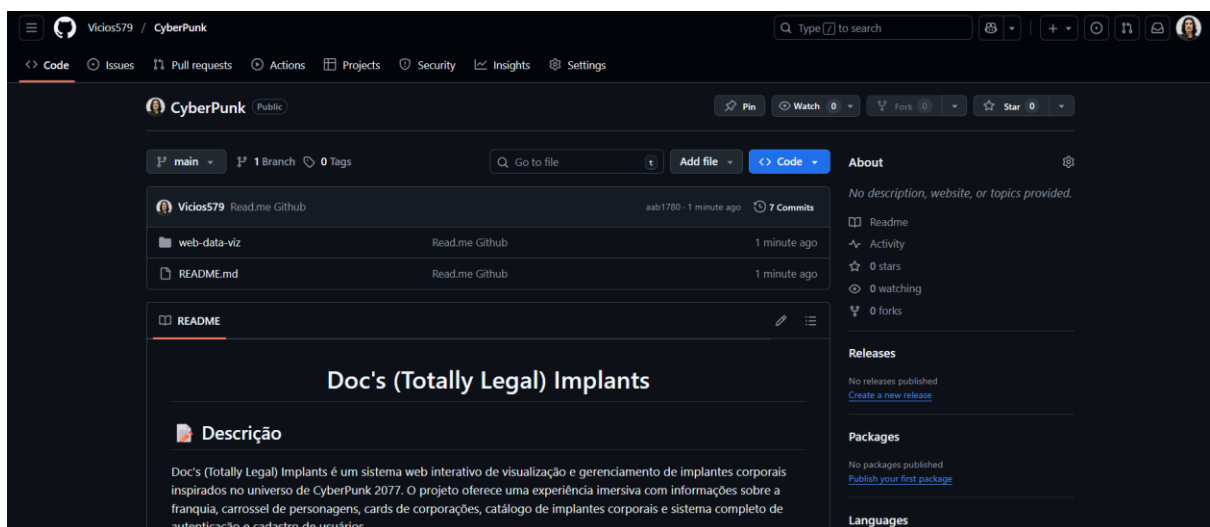 Vicios579 / CyberPunk
Type / to search
Code Issues Pull requests Actions Projects Security Insights Settings
CyberPunk Public
Pin Watch 0 Fork 0 Star 0
main 1 Branch 0 Tags Go to file t Add file Code
Vicios579 Read.me Github aab1780 · 1 minute ago 7 Commits
web-data-viz Read.me Github 1 minute ago
README.md Read.me Github 1 minute ago
README
Doc's (Totally Legal) Implants
Descrição
Doc's (Totally Legal) Implants é um sistema web interativo de visualização e gerenciamento de implantes corporais
inspirados no universo de CyberPunk 2077. O projeto oferece uma experiência imersiva com informações sobre a
franquia, carrossel de personagens, cards de corporações, catálogo de implantes corporais e sistema completo de
autenticação e cadastro de usuários.
About
No description, website, or topics provided.
Readme
Activity
0 stars
0 watching
0 forks
Releases
No releases published
Create a new release
Packages
No packages published
Publish your first package
Languages